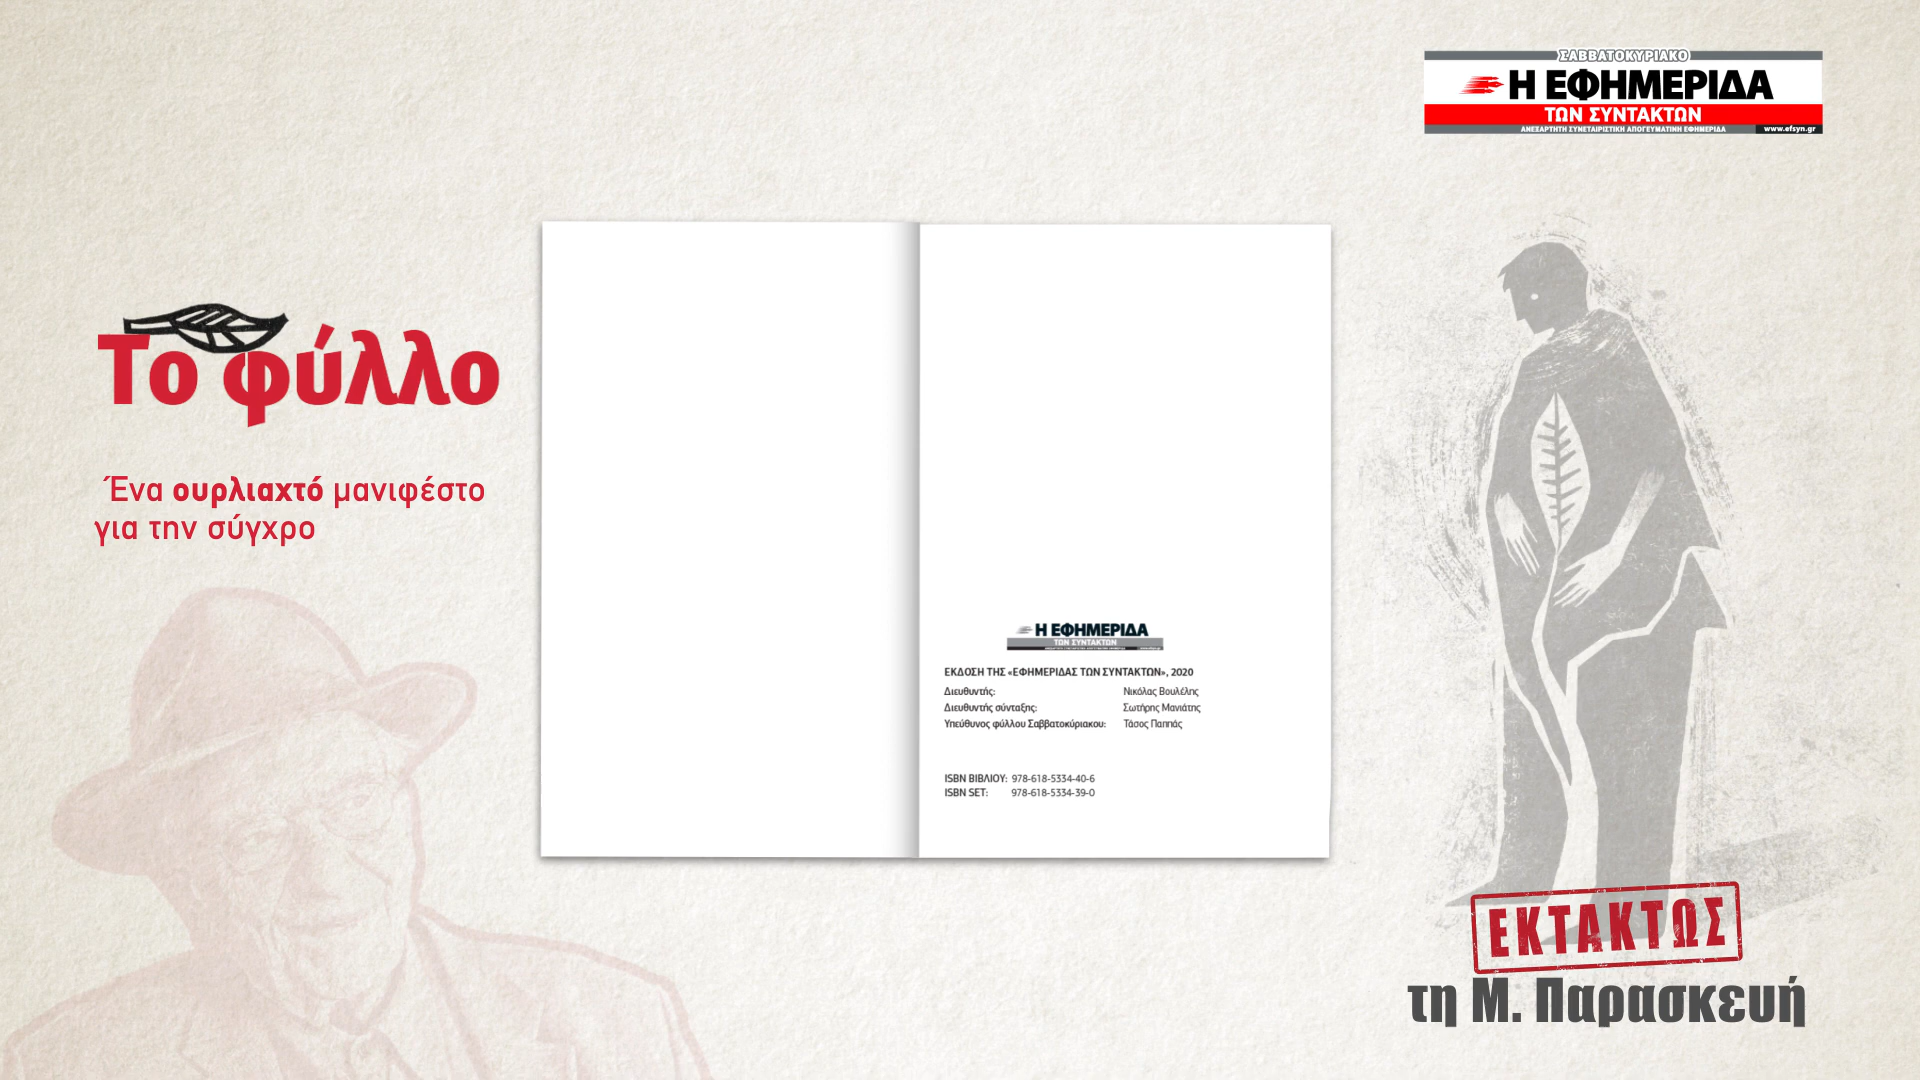 ΣΑΒΒΑΤΟΚΥΡΙΑΚΟ
Η ΕΦΗΜΕΡΙΔΑ
ΤΩΝ ΣΥΝΤΑΚΤΩΝ
ΑΝΕΞΑΡΤΗΤΗ ΣΥΝΕΤΑΙΡΙΣΤΙΚΗ ΑΠΟΓΕΥΜΑΤΙΝΗ ΕΦΗΜΕΡΙΔΑ www.efsyn.gr
Το φύλλο
Ένα ουρλιαχτό μανιφέστο
για την σύγχρο
Η ΕΦΗΜΕΡΙΔΑ
ΤΩΝ ΣΥΝΤΑΚΤΩΝ
ΕΚΔΟΣΗ ΤΗΣ «ΕΦΗΜΕΡΙΔΑΣ ΤΩΝ ΣΥΝΤΑΚΤΩΝ», 2020
Διευθυντής: Νικόλας Βουλέλης
Διευθυντής σύνταξης: Σωτήρης Μανιάτης
Υπεύθυνος φύλλου Σαββατοκύριακου: Τάσος Παππάς
ISBN ΒΙΒΛΙΟΥ: 978-618-5334-40-6
ISBN SET: 978-618-5334-39-0
ΕΚΤΑΚΤΩΣ
τη Μ. Παρασκευή